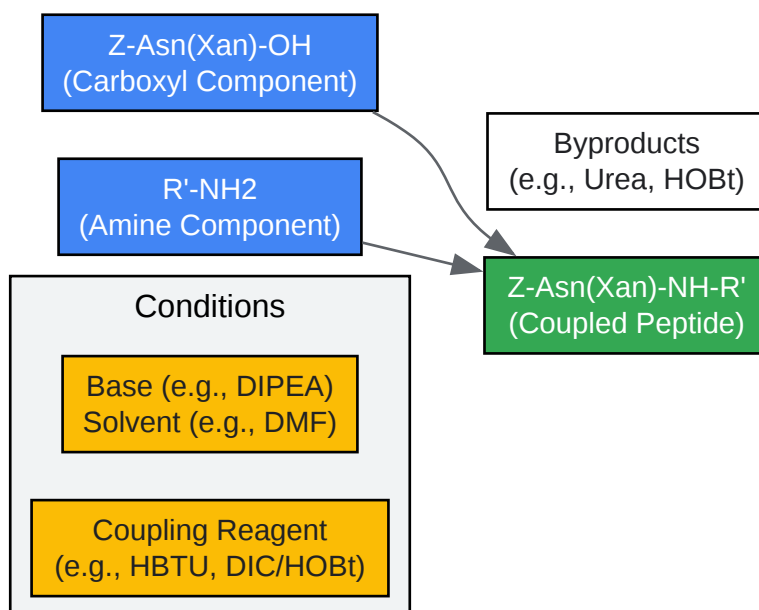 Z-Asn(Xan)-OH
(Carboxyl Component)
Byproducts
(e.g., Urea, HOBt)
R'-NH2
(Amine Component)
Z-Asn(Xan)-NH-R'
(Coupled Peptide)
Conditions
Base (e.g., DIPEA)
Solvent (e.g., DMF)
Coupling Reagent
(e.g., HBTU, DIC/HOBt)